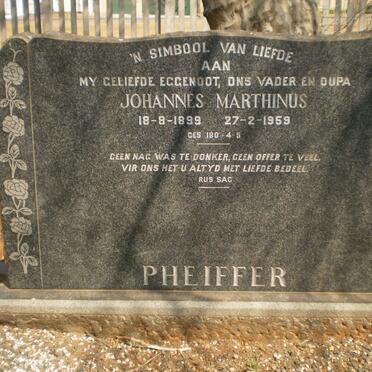 'N SIMBOOL VAN LIEFDE
AAN
MY GELIEFDE EGGENOOT, ONS VADER EN OUPA
JOHANNES MARTHINUS
18-8-1899 27-2-1959
GES 180·4·5
GEEN NAG WAS TE DONKER, GEEN OFFER TE VEEL,
VIR ONS HET U ALTYD MET LIEFDE BEDEEL.
RUS SAG
PHEIFFER